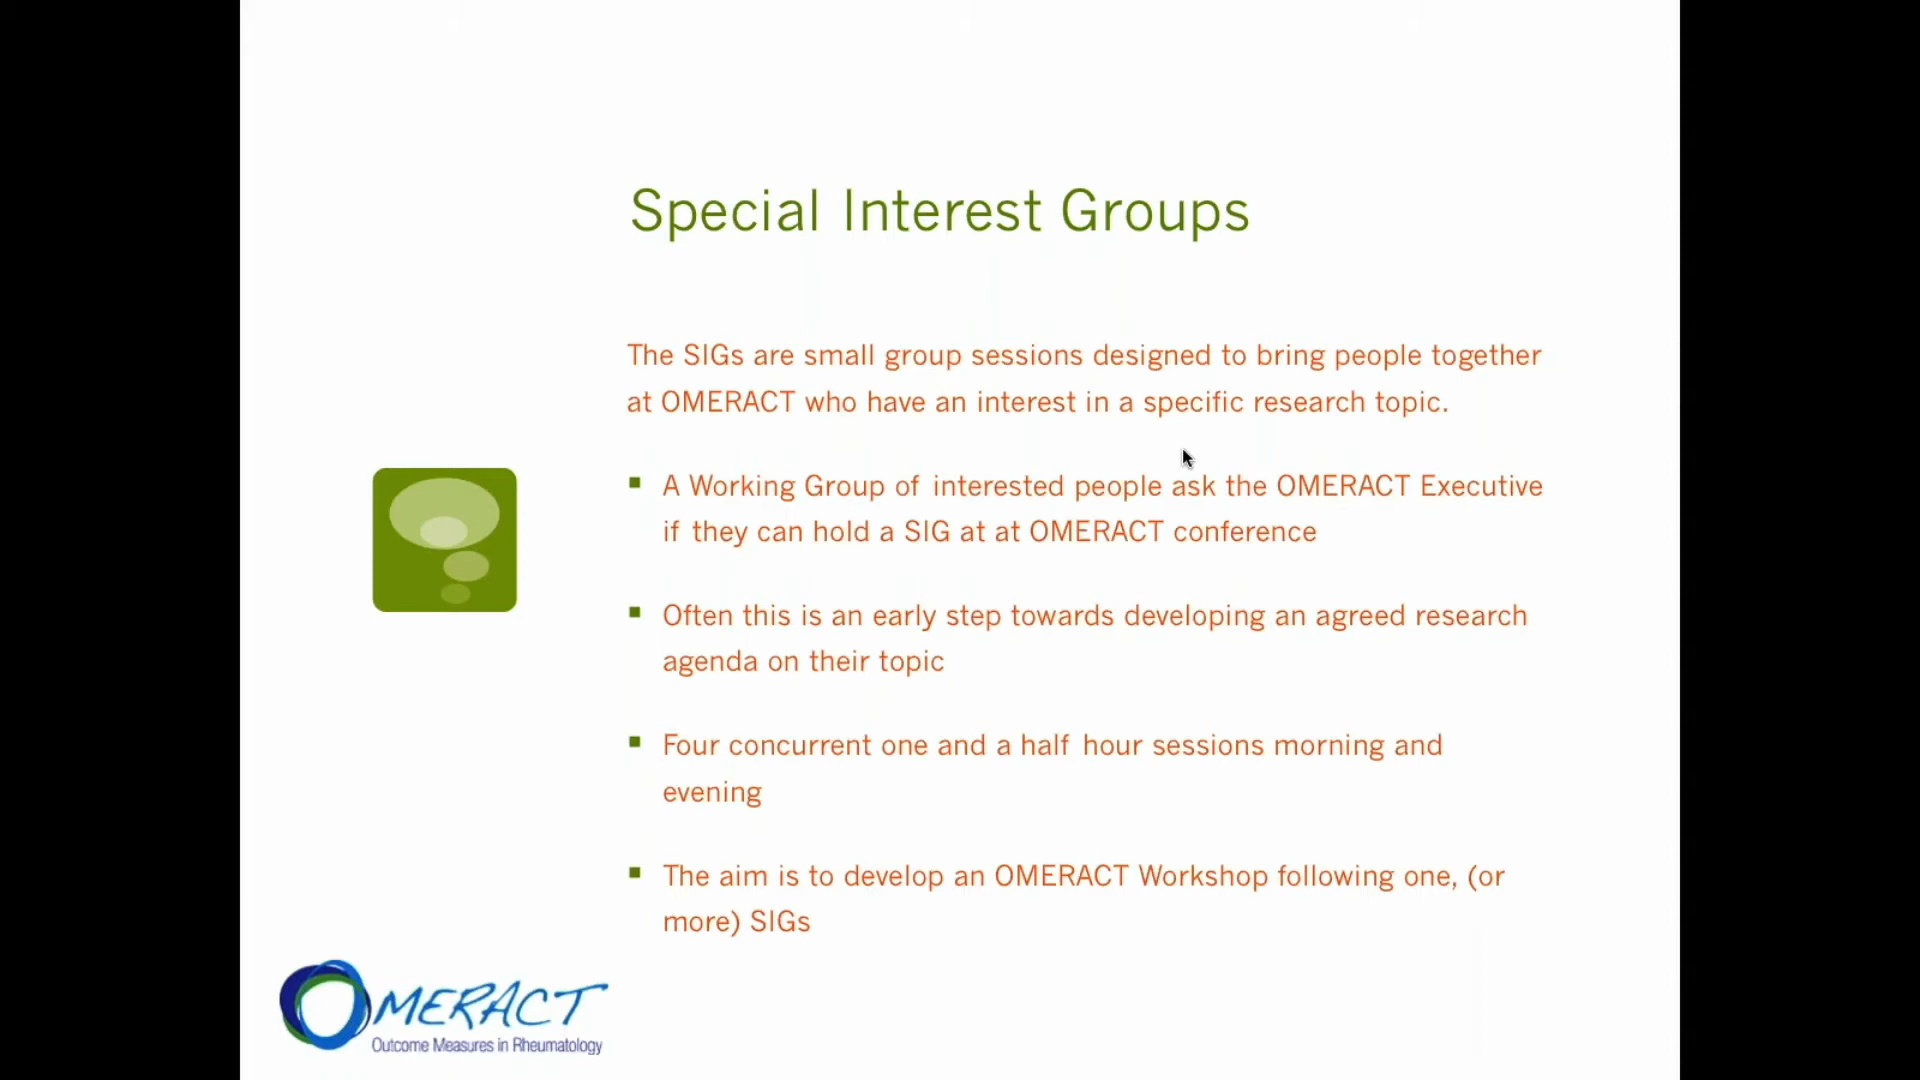 Special Interest Groups
The SIGs are small group sessions designed to bring people together
at OMERACT who have an interest in a specific research topic.
A Working Group of interested people ask the OMERACT Executive
if they can hold a SIG at at OMERACT conference
Often this is an early step towards developing an agreed research
agenda on their topic
Four concurrent one and a half hour sessions morning and
evening
The aim is to develop an OMERACT Workshop following one, (or
more) SIGs
OMERACT
Outcome Measures in Rheumatology